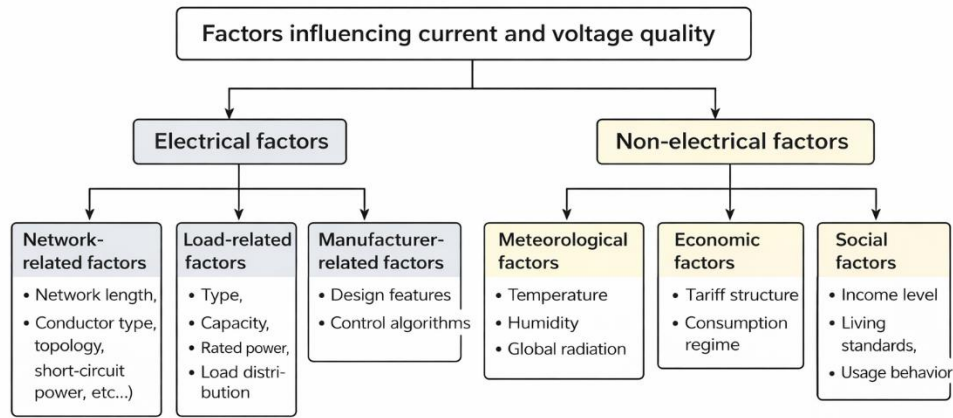 Factors influencing current and voltage quality
Electrical factors
Non-electrical factors
Network-
related factors
• Network length,
• Conductor type,
topology,
short-circuit
power, etc...)
Load-related
factors
• Type,
• Capacity,
• Rated power,
• Load distri-
bution
Manufacturer-
related factors
• Design features
• Control algorithms
Meteorological
factors
• Temperature
• Humidity
• Global radiation
Economic
factors
• Tariff structure
• Consumption
regime
Social
factors
• Income level
• Living
standards,
• Usage behavior